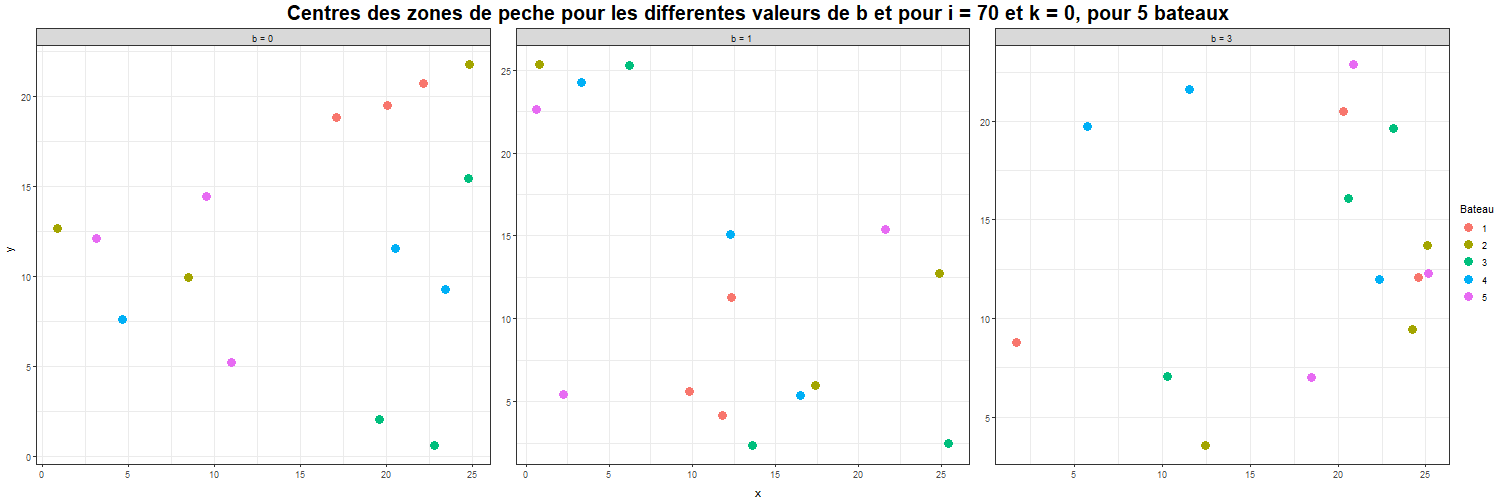 Centres des zones de peche pour les differentes valeurs de b et pour i = 70 et k = 0, pour 5 bateaux
b = 0
b = 1
b = 3
y
20
15
10
5
0
0 5 10 15 20 25
25
20
15
10
5
0 5 10 15 20 25
20
15
10
5
5 10 15 20 25
x
Bateau
1
2
3
4
5